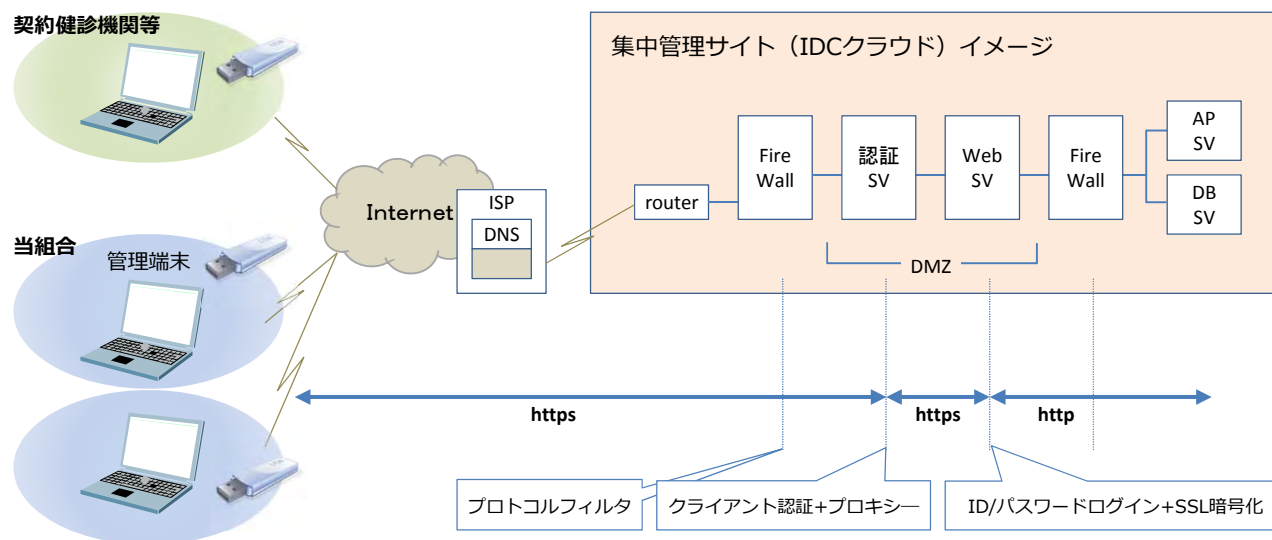 契約健診機関等
集中管理サイト（IDCクラウド）イメージ
AP
SV
Fire
Wall
認証
SV
Web
SV
Fire
Wall
DB
SV
router
Internet
ISP
DNS
当組合
管理端末
DMZ
https
https
http
プロトコルフィルタ
クライアント認証+プロキシ―
ID/パスワードログイン+SSL暗号化